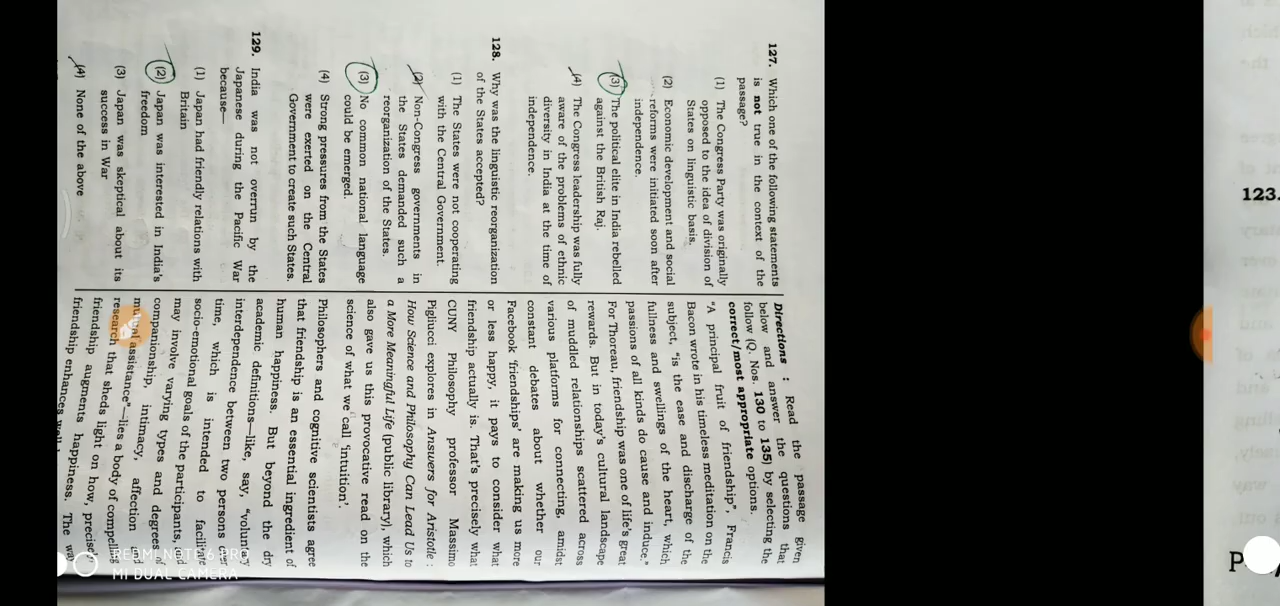 127. Which one of the following statements
is not true in the context of the
passage?
(1) The Congress Party was originally
opposed to the idea of division of
States on linguistic basis.
(2) Economic development and social
reforms were initiated soon after
independence.
(3) The political elite in India rebelled
against the British Raj.
(4) The Congress leadership was fully
aware of the problems of ethnic
diversity in India at the time of
independence.
128. Why was the linguistic reorganization
of the States accepted?
(1) The States were not cooperating
with the Central Government.
(2) Non-Congress governments in
the States demanded such a
reorganization of the States.
(3) No common national language
could be emerged.
(4) Strong pressures from the States
were exerted on the Central
Government to create such States.
129. India was not overrun by the
Japanese during the Pacific War
because—
(1) Japan had friendly relations with
Britain
(2) Japan was interested in India's
freedom
(3) Japan was skeptical about its
success in War
(4) None of the above
Directions : Read the passage given
below and answer the questions that
follow (Q. Nos. 130 to 135) by selecting the
correct/most appropriate options.
"A principal fruit of friendship", Francis
Bacon wrote in his timeless meditation on the
subject, "is the ease and discharge of the
fullness and swellings of the heart, which
passions of all kinds do cause and induce."
For Thoreau, friendship was one of life's great
rewards. But in today's cultural landscape
of muddled relationships scattered across
various platforms for connecting, amidst
constant debates about whether our
Facebook 'friendships' are making us more
or less happy, it pays to consider what
friendship actually is. That's precisely what
CUNY Philosophy professor Massimo
Pigliucci explores in Answers for Aristotle :
How Science and Philosophy Can Lead Us to
a More Meaningful Life (public library), which
also gave us this provocative read on the
science of what we call 'intuition'.
Philosophers and cognitive scientists agree
that friendship is an essential ingredient of
human happiness. But beyond the dry
academic definitions—like, say, "voluntary
interdependence between two persons
time, which is intended to facilitate
socio-emotional goals of the participants,
may involve varying types and degrees of
companionship, intimacy, affection
mutual assistance"—lies a body of compelling
research that sheds light on how, precisely
friendship augments happiness. The
friendship enhances
REDMI NOTE 6 PRO
MI DUAL CAMERA
123.